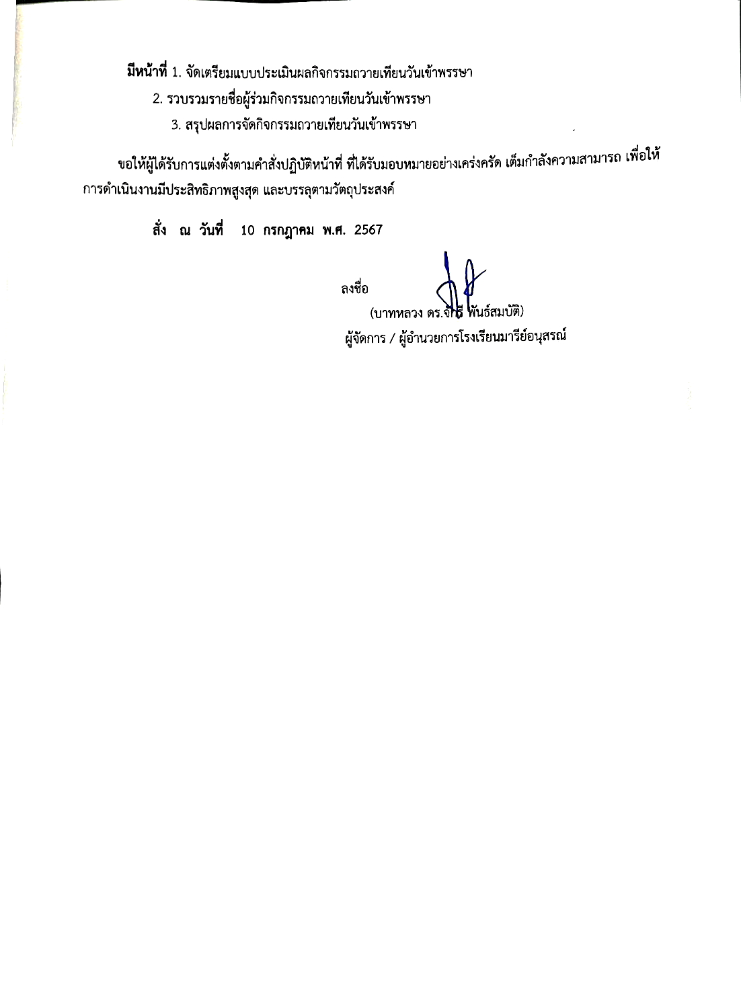 มีหน้าที่ 1. จัดเตรียมแบบประเมินผลกิจกรรมถวายเทียนวันเข้าพรรษา
2. รวบรวมรายชื่อผู้ร่วมกิจกรรมถวายเทียนวันเข้าพรรษา
3. สรุปผลการจัดกิจกรรมถวายเทียนวันเข้าพรรษา
ขอให้ผู้ได้รับการแต่งตั้งตามคำสั่งปฏิบัติหน้าที่ ที่ได้รับมอบหมายอย่างเคร่งครัด เต็มกำลังความสามารถ เพื่อให้
การดำเนินงานมีประสิทธิภาพสูงสุด และบรรลุตามวัตถุประสงค์
สั่ง ณ วันที่ 10 กรกฎาคม พ.ศ. 2567
ลงชื่อ
(บาทหลวง ดร. พันธ์สมบัติ)
ผู้จัดการ / ผู้อำนวยการโรงเรียนมารีย์อนุสรณ์